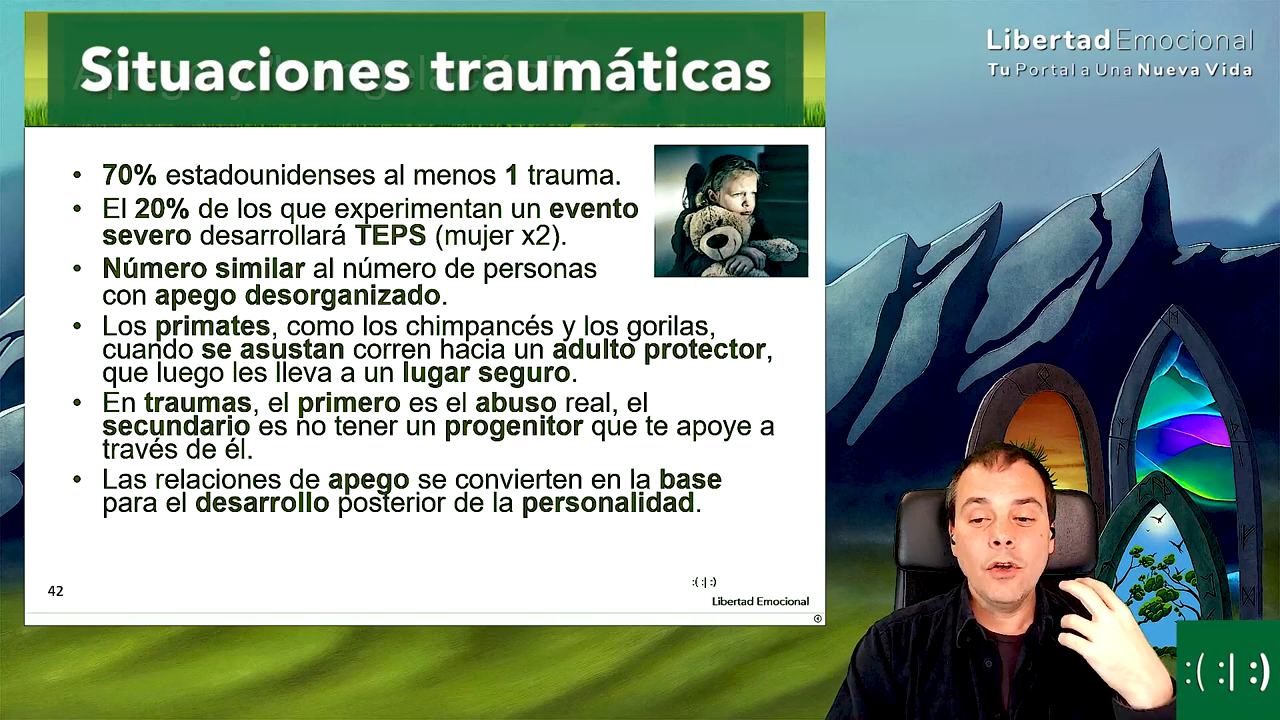 Situaciones traumáticas
LibertadEmocional
Tu Portal a Una Nueva Vida
• 70% estadounidenses al menos 1 trauma.
• El 20% de los que experimentan un evento
severo desarrollará TEPS (mujer x2).
• Número similar al número de personas
con apego desorganizado.
• Los primates, como los chimpancés y los gorilas,
cuando se asustan corren hacia un adulto protector,
que luego les lleva a un lugar seguro.
• En traumas, el primero es el abuso real, el
secundario es no tener un progenitor que te apoye a
través de él.
• Las relaciones de apego se convierten en la base
para el desarrollo posterior de la personalidad.
42
:( :| :)
Libertad Emocional
:( :| :)